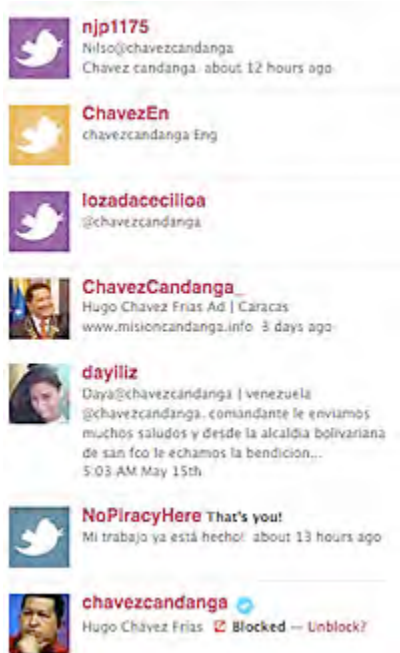 njp1175
Nilso@chavezcandanga
Chavez candanga about 12 hours ago
ChavezEn
chavezcandanga Eng
lozadacecilioa
@chavezcandanga
ChavezCandanga_
Hugo Chavez Frias Ad | Caracas
www.misioncandanga.info 3 days ago
dayiliz
Daya@chavezcandanga | venezuela
@chavezcandanga. comandante le enviamos
muchos saludos y desde la alcaldia bolivariana
de san fco le echamos la bendicion...
5:03 AM May 15th
NoPiracyHere That's you!
Mi trabajo ya está hecho! about 13 hours ago
chavezcandanga
Hugo Chávez Frías Blocked — Unblock?